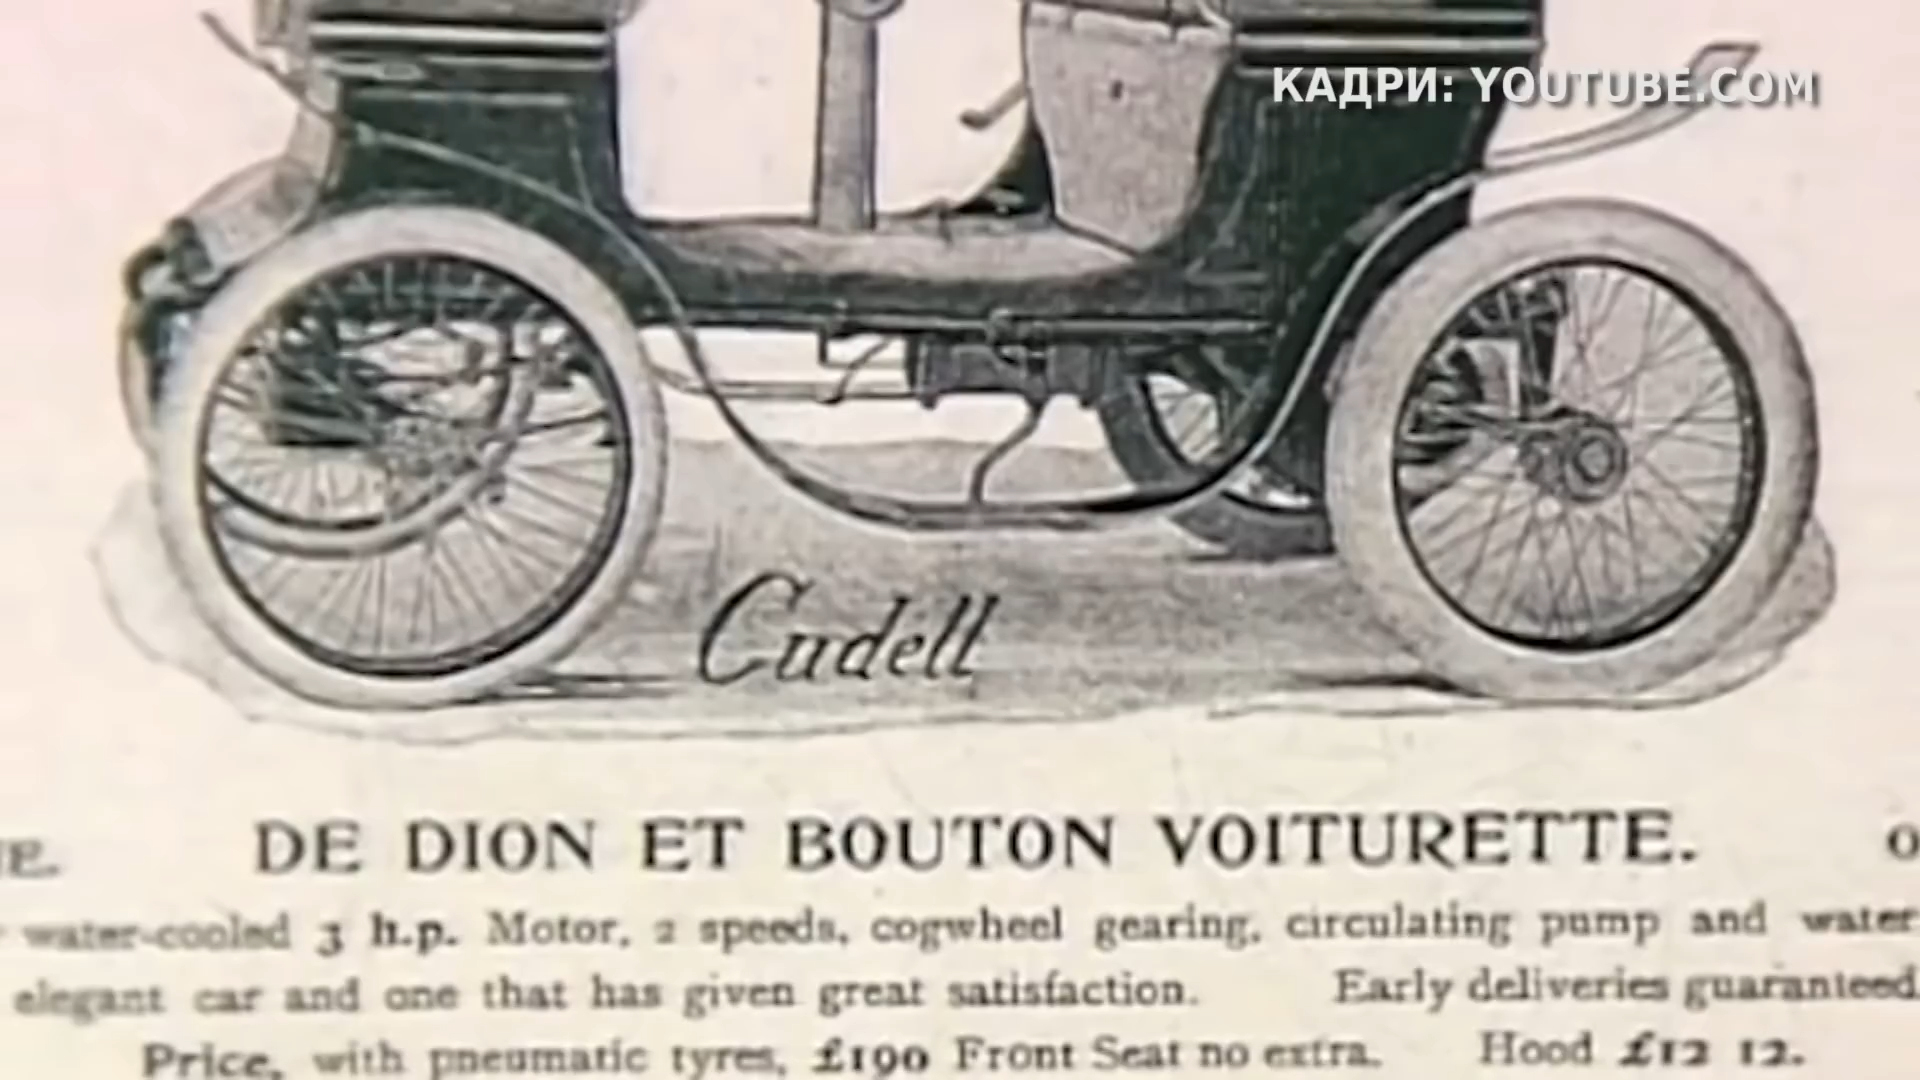 КАДРИ: YOUTUBE.COM
Cudell
DE DION ET BOUTON VOITURETTE.
water-cooled 3 h.p. Motor, 2 speeds, cogwheel gearing, circulating pump and water
elegant car and one that has given great satisfaction. Early deliveries guaranteed.
Price, with pneumatic tyres, £190 Front Seat no extra. Hood £12 12.